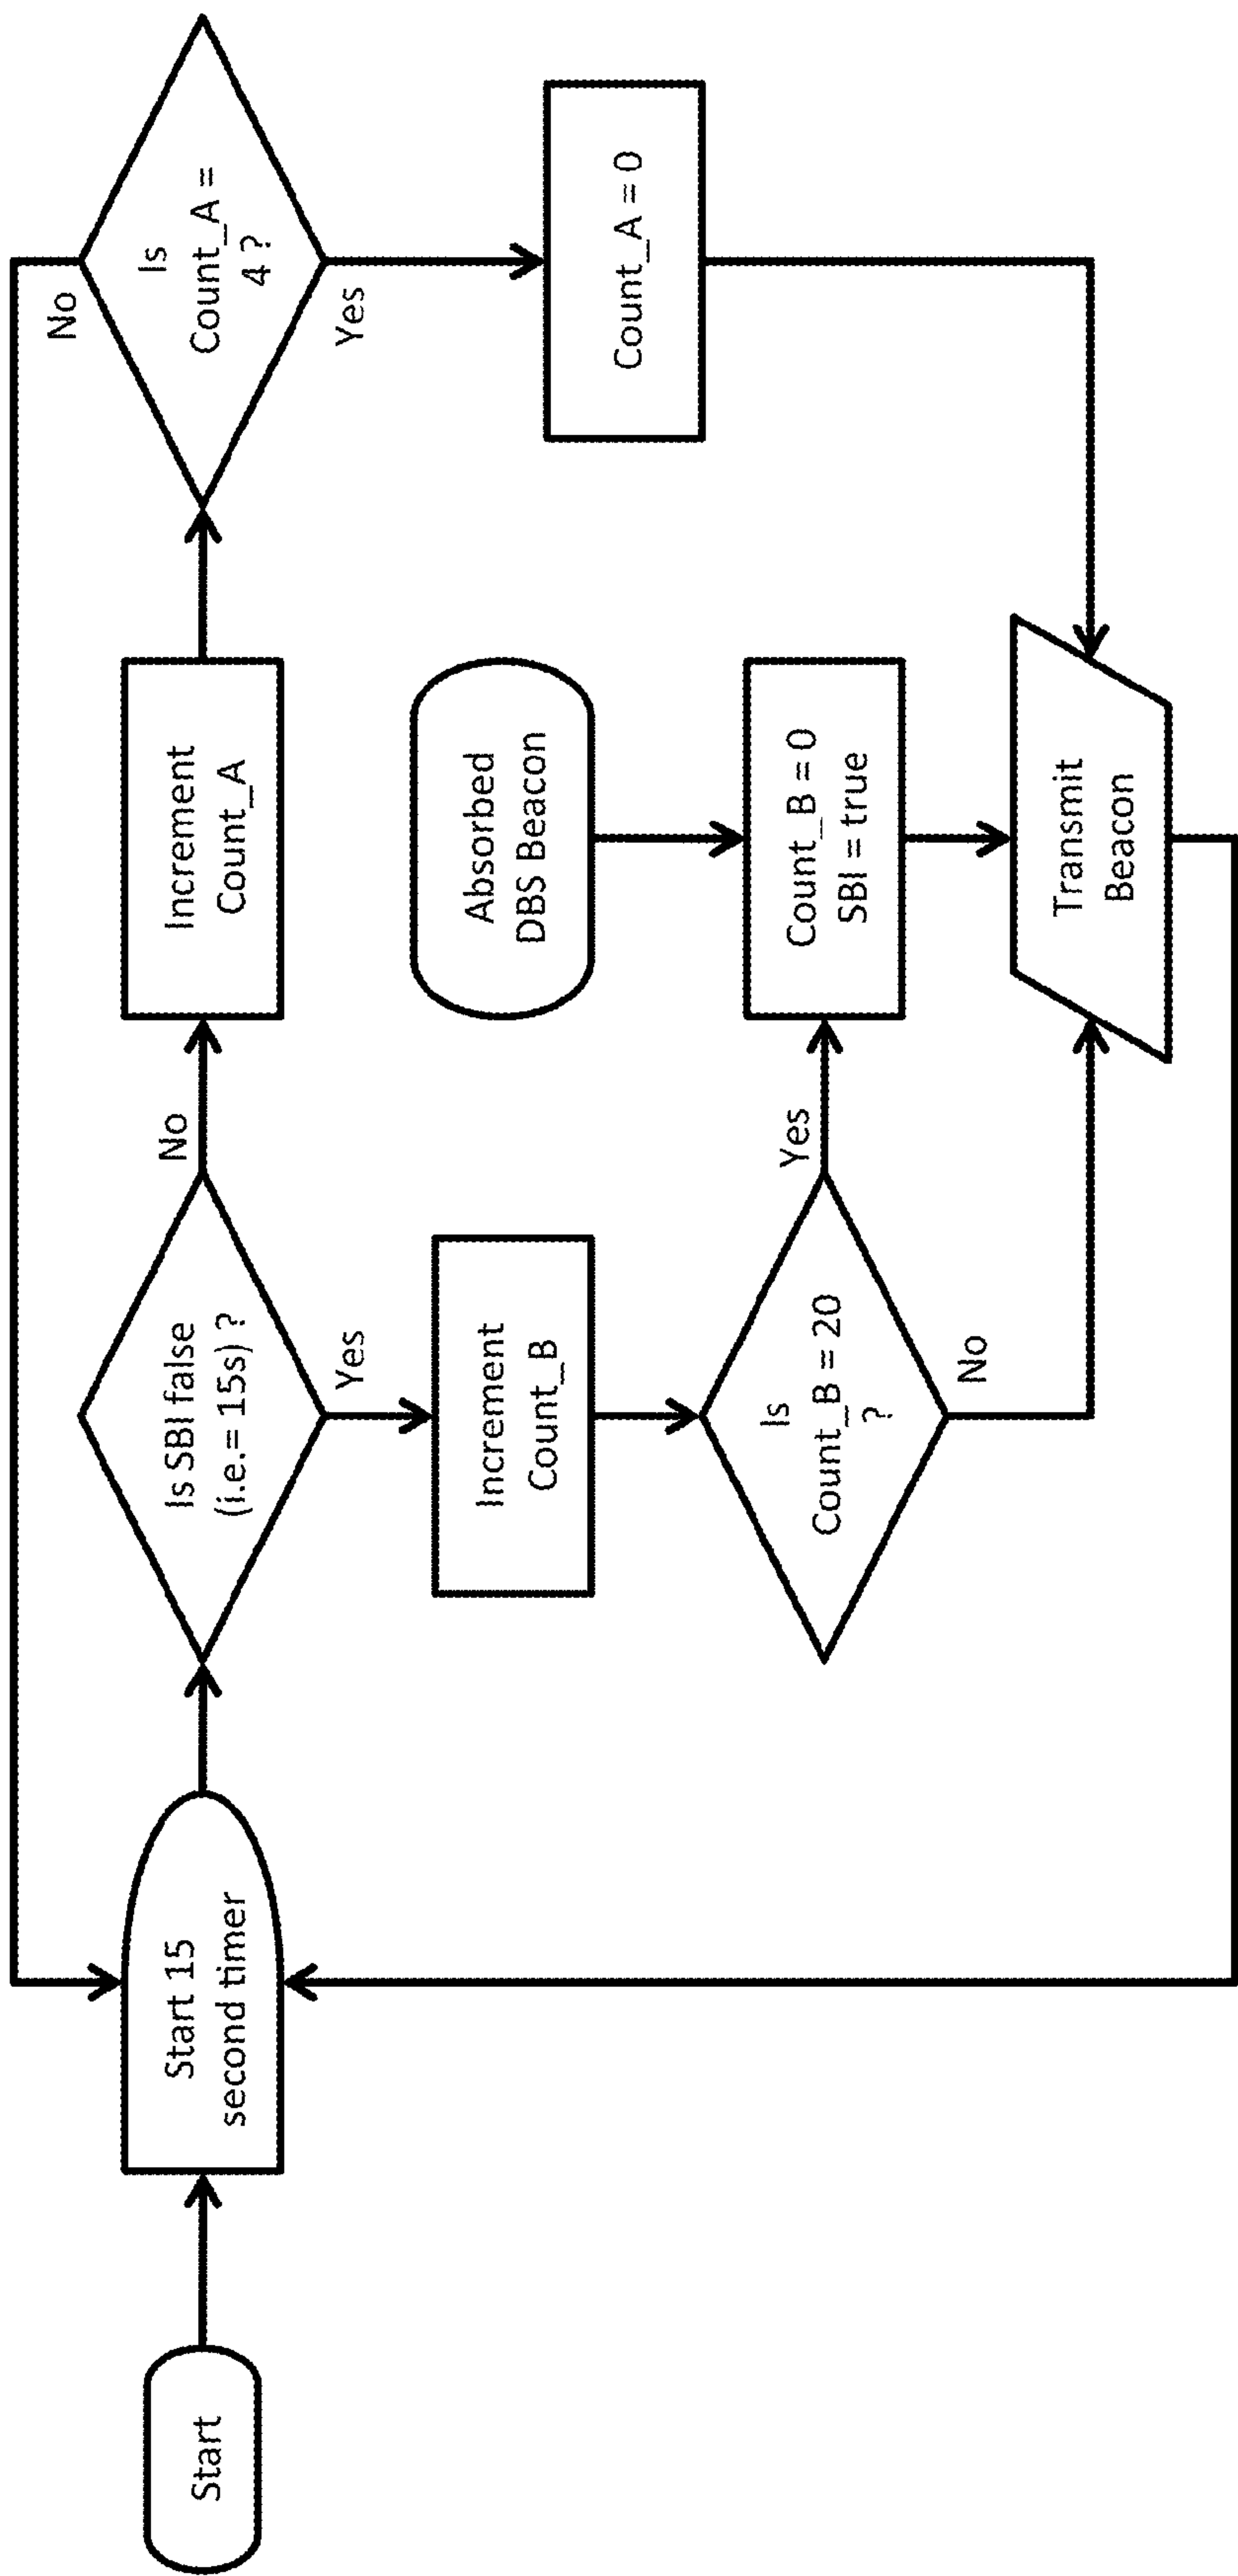 Start
Start 15
second timer
Is SBI false
(i.e.= 15s) ?
No
Increment
Count_A
Is
Count_A =
4 ?
No
Yes
Yes
Increment
Count_B
Absorbed
DBS Beacon
Count_A = 0
Is
Count_B = 20
?
Yes
Count_B = 0
SBI = true
No
Transmit
Beacon